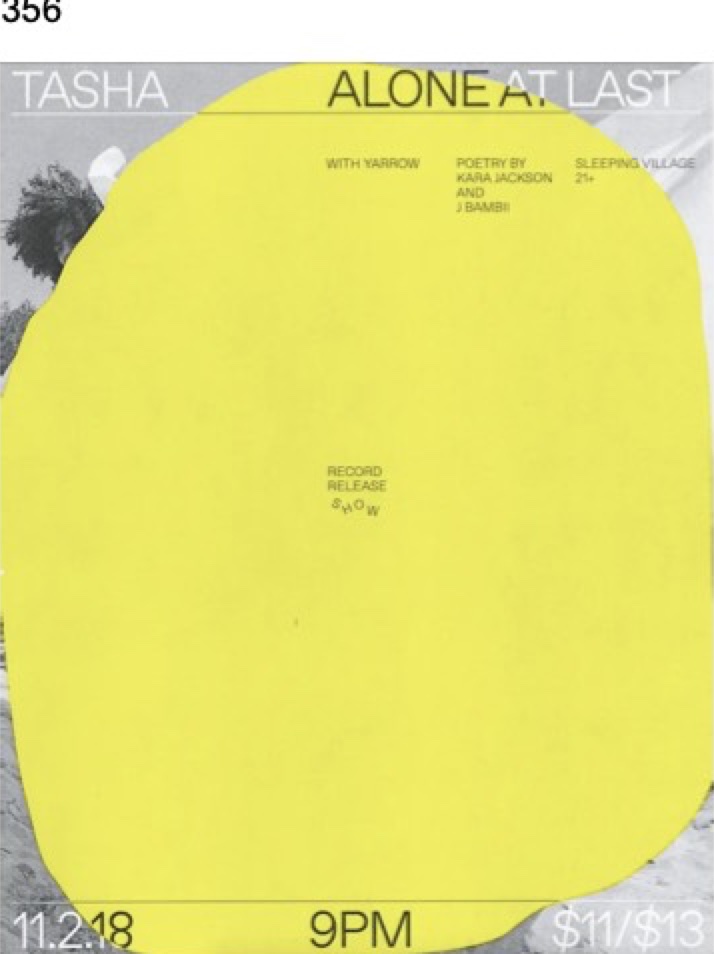 356
TASHA ALONE AT LAST
WITH YARROW
POETRY BY
KARA JACKSON
AND
J BAMBII
SLEEPING VILLAGE
21+
RECORD
RELEASE
SHOW
11.2.18 9PM $11/$13